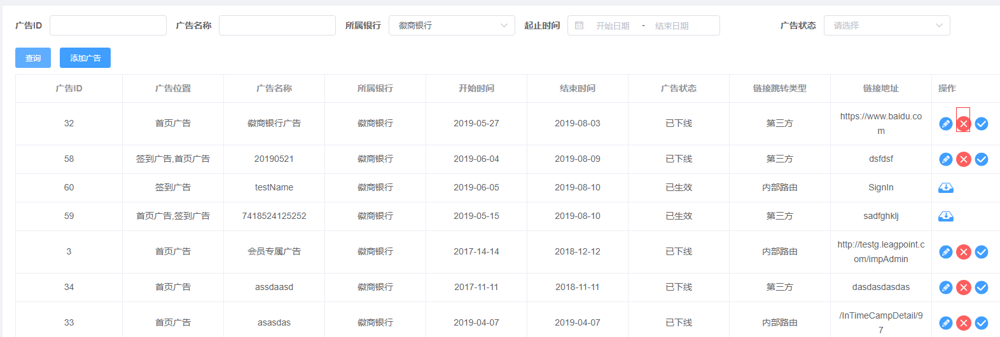 广告ID 广告名称 所属银行 徽商银行 起止时间 开始日期 - 结束日期 广告状态 请选择
查询 添加广告
广告ID 广告位置 广告名称 所属银行 开始时间 结束时间 广告状态 链接跳转类型 链接地址 操作
32 首页广告 徽商银行广告 徽商银行 2019-05-27 2019-08-03 已下线 第三方 https://www.baidu.co
m
58 签到广告,首页广告 20190521 徽商银行 2019-06-04 2019-08-09 已下线 第三方 dsfdsf
60 签到广告 testName 徽商银行 2019-06-05 2019-08-10 已生效 内部路由 SignIn
59 首页广告,签到广告 7418524125252 徽商银行 2019-05-15 2019-08-10 已生效 第三方 sadfghklj
3 首页广告 会员专属广告 徽商银行 2017-14-14 2018-12-12 已下线 内部路由 http://testg.leagpoint.c
om/impAdmin
34 首页广告 assdaasd 徽商银行 2017-11-11 2018-11-11 已下线 第三方 dasdasdasdas
33 首页广告 asasdas 徽商银行 2019-04-07 2019-04-07 已下线 内部路由 /InTimeCampDetail/9
7